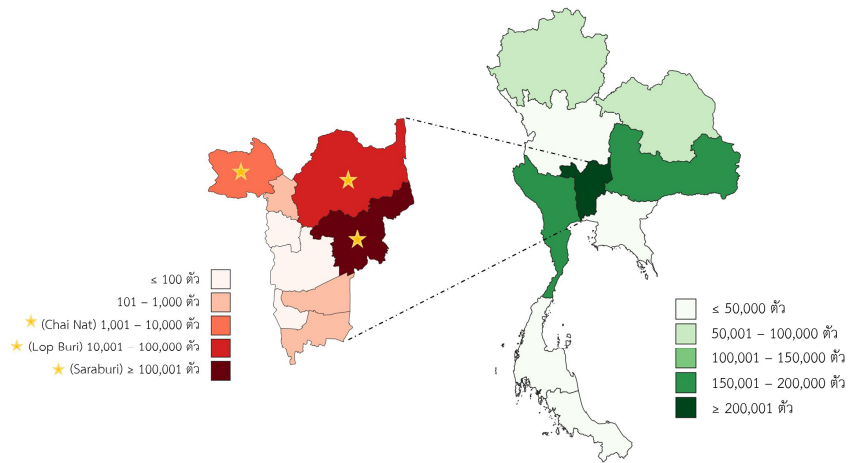 ≤ 100 ตัว
101 – 1,000 ตัว
(Chai Nat) 1,001 – 10,000 ตัว
(Lop Buri) 10,001 – 100,000 ตัว
(Saraburi) ≥ 100,001 ตัว
≤ 50,000 ตัว
50,001 – 100,000 ตัว
100,001 – 150,000 ตัว
150,001 – 200,000 ตัว
≥ 200,001 ตัว